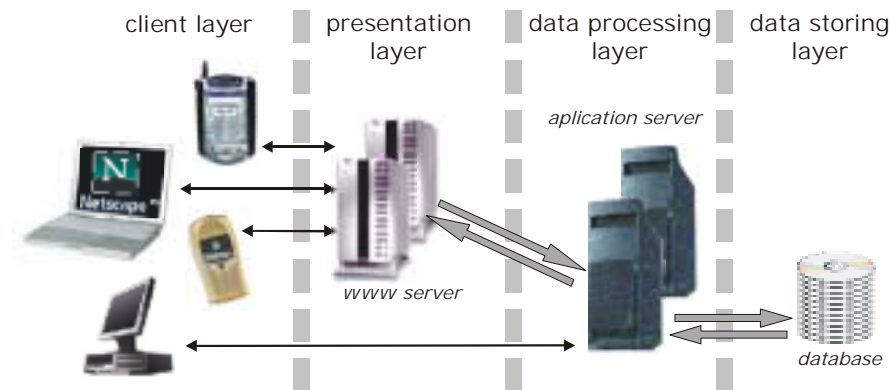 client layer
presentation
layer
data processing
layer
data storing
layer
aplication server
N
Netscape
www server
database